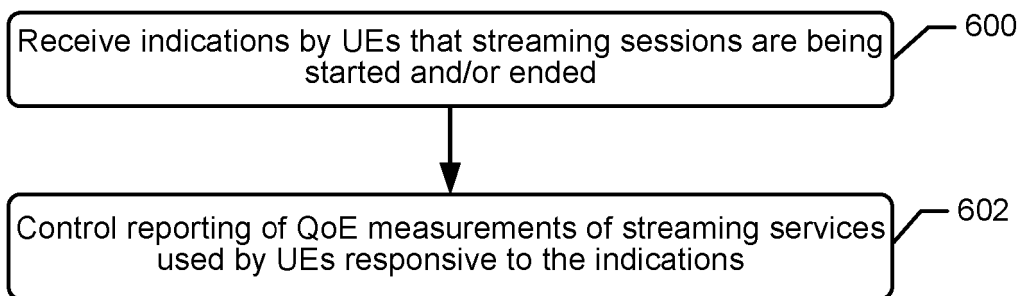 Receive indications by UEs that streaming sessions are being
started and/or ended
600
Control reporting of QoE measurements of streaming services
used by UEs responsive to the indications
602